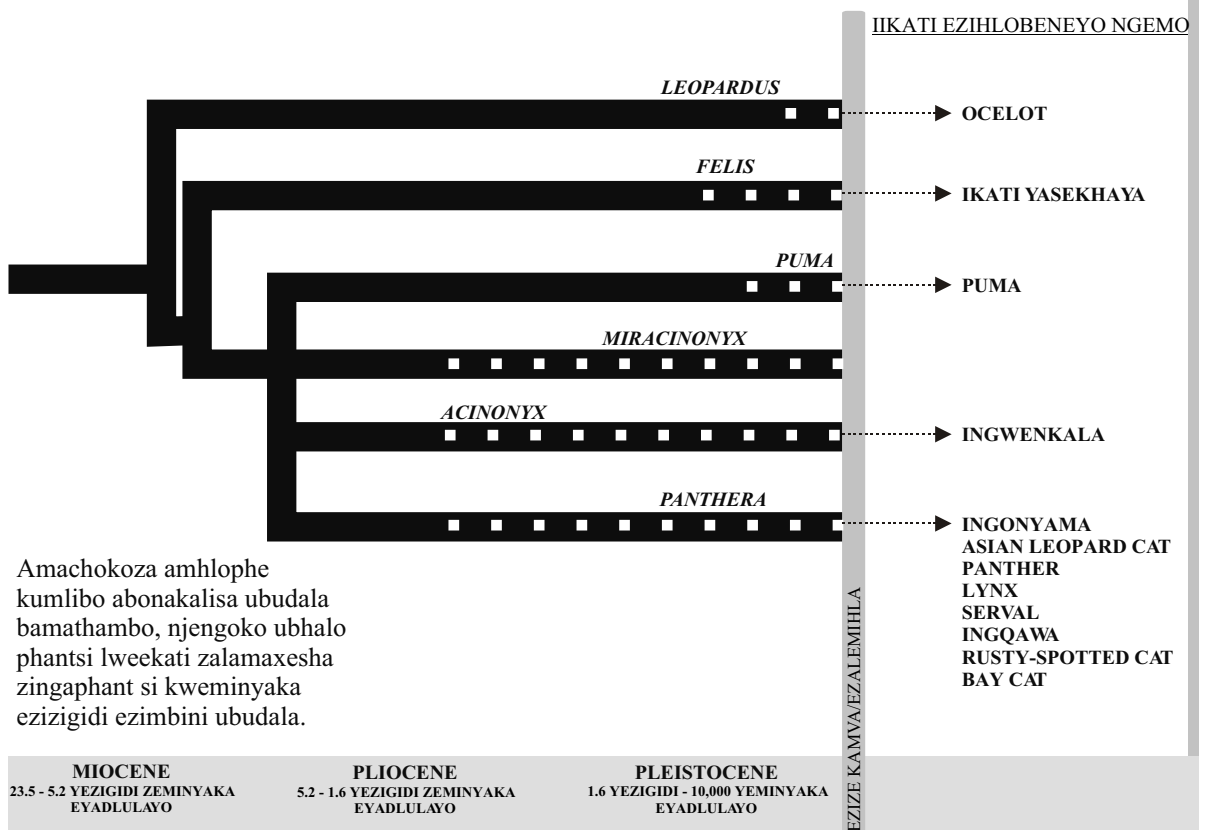 IIKATI EZIHLOBENEYO NGEMO
LEOPARDUS
OCELOT
FELIS
IKATI YASEKHAYA
PUMA
PUMA
MIRACINONYX
ACINONYX
INGWENKALA
PANTHERA
INGONYAMA
ASIAN LEOPARD CAT
PANTHER
LYNX
SERVAL
INGQAWA
RUSTY-SPOTTED CAT
BAY CAT
Amachokoza amhlophe
kumlibo abonakalisa ubudala
bamathambo, njengoko ubhalo
phantsi lweekati zalamaxesha
zingaphant si kweminyaka
ezizigidi ezimbini ubudala.
EZIZE KAMVA/EZALEMIHLA
MIOCENE
23.5 - 5.2 YEZIGIDI ZEMINYAKA
EYADLULAYO
PLIOCENE
5.2 - 1.6 YEZIGIDI ZEMINYAKA
EYADLULAYO
PLEISTOCENE
1.6 YEZIGIDI - 10,000 YEMINYAKA
EYADLULAYO